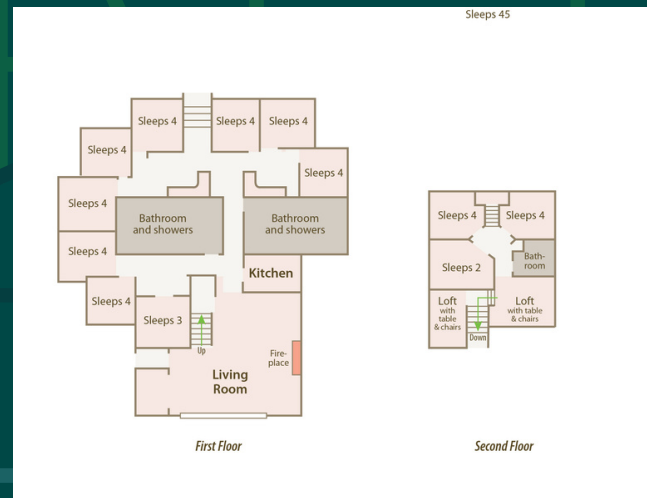 Sleeps 45
Sleeps 4
Sleeps 4
Sleeps 4
Sleeps 4
Sleeps 4
Sleeps 4
Bathroom
and showers
Bathroom
and showers
Sleeps 4
Kitchen
Sleeps 4
Sleeps 3
Up
Fire-
place
Living
Room
First Floor
Sleeps 4
Sleeps 4
Sleeps 2
Bath-
room
Loft
with
table
& chairs
Loft
with table
& chairs
Down
Second Floor